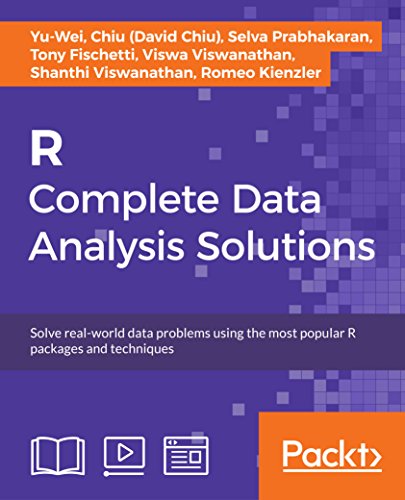 Yu-Wei, Chiu (David Chiu), Selva Prabhakaran,
Tony Fischetti, Viswa Viswanathan,
Shanthi Viswanathan, Romeo Kienzler
R
Complete Data
Analysis Solutions
Solve real-world data problems using the most popular R
packages and techniques
Packt>